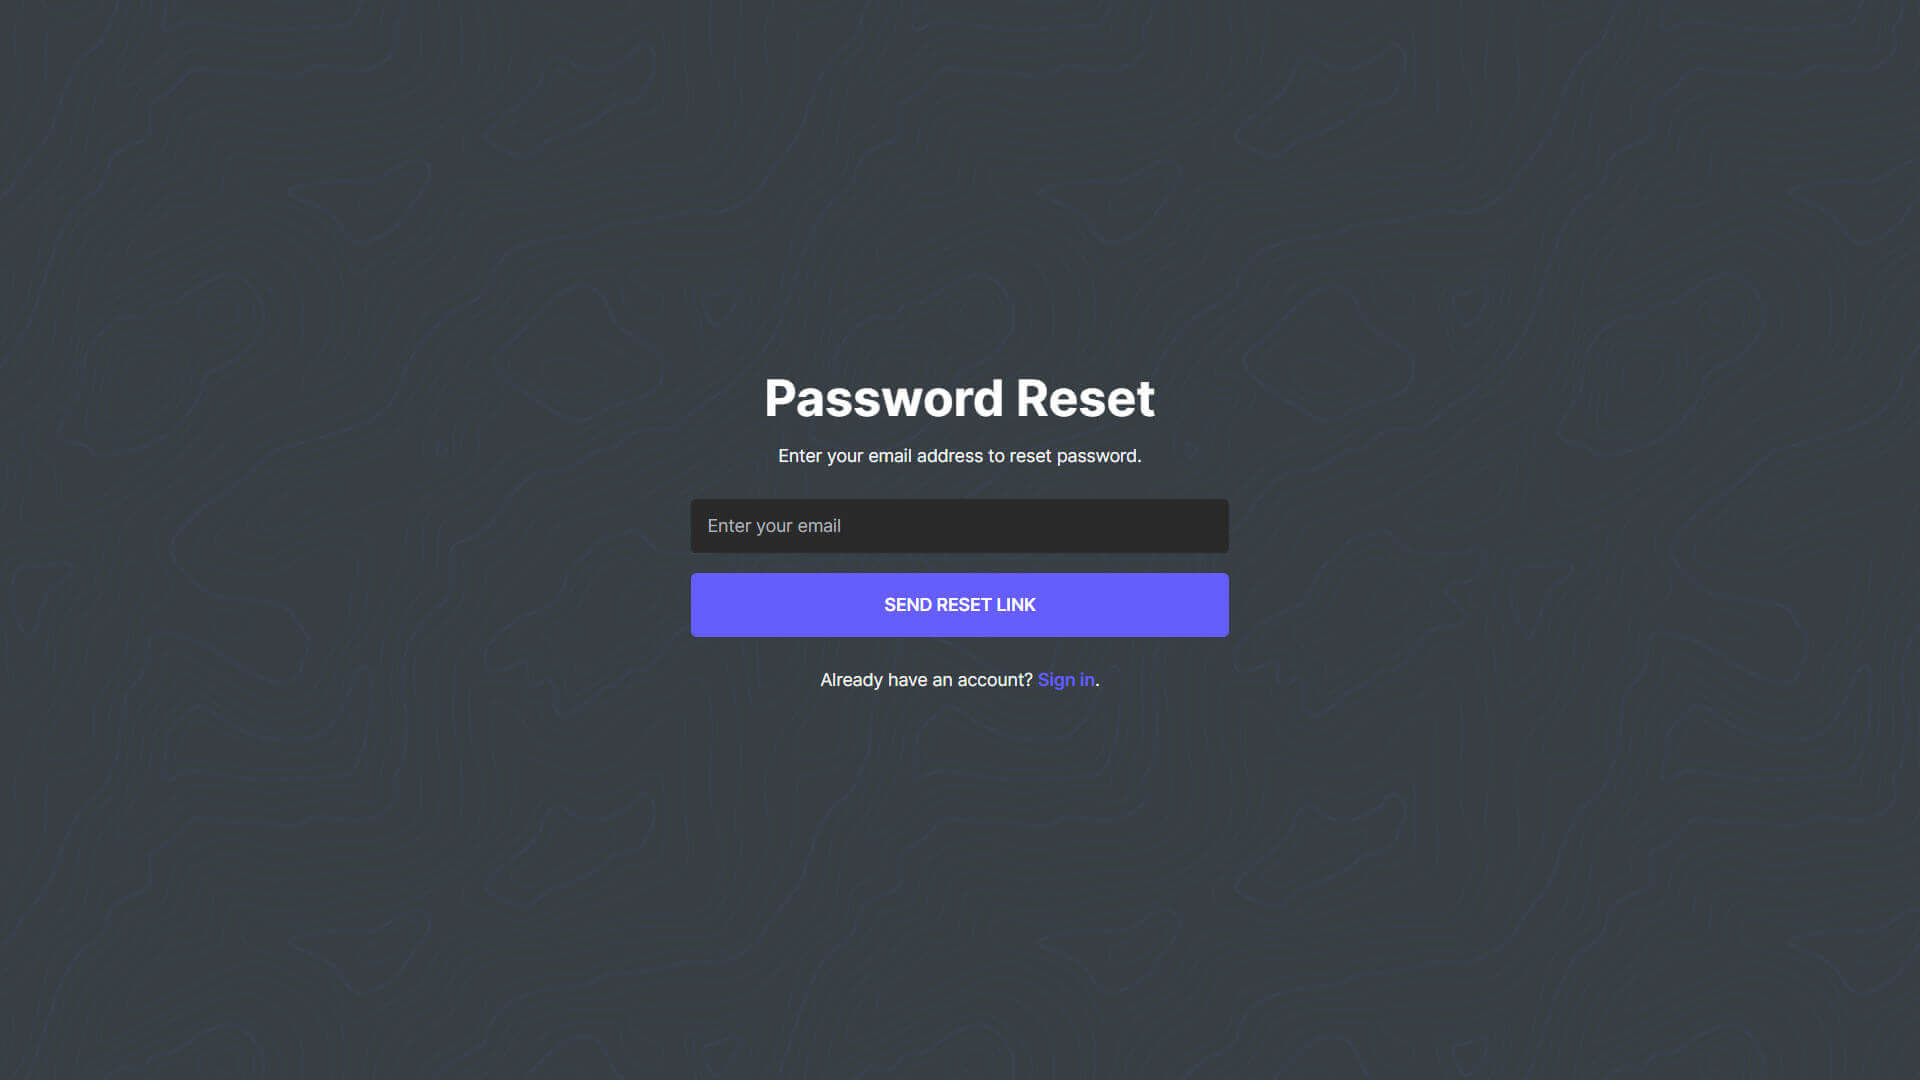 Password Reset
Enter your email address to reset password.
Enter your email
SEND RESET LINK
Already have an account? Sign in.